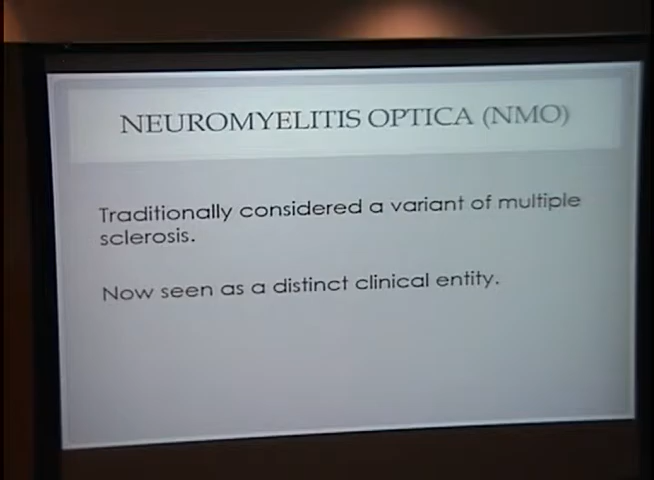 NEUROMYELITIS OPTICA (NMO)
Traditionally considered a variant of multiple
sclerosis.
Now seen as a distinct clinical entity.